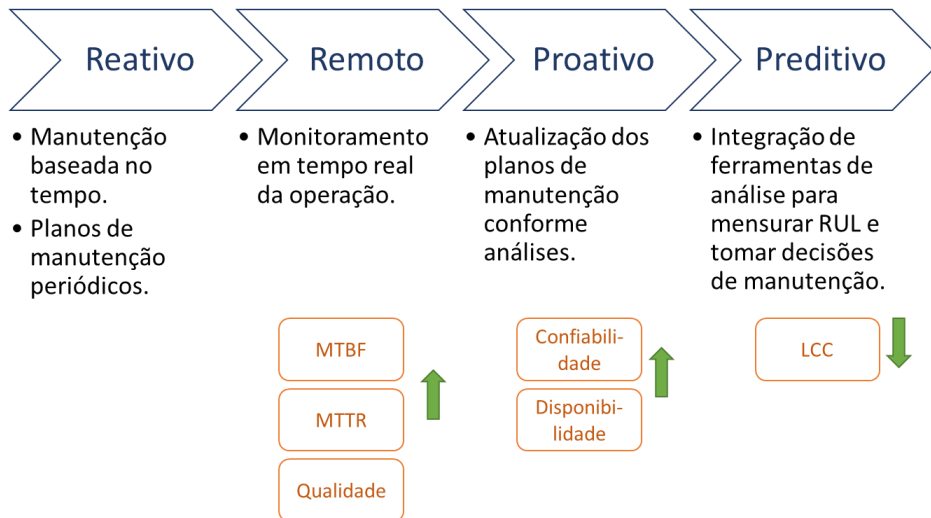 Reativo
Remoto
Proativo
Preditivo
• Manutenção
baseada no
tempo.
• Planos de
manutenção
periódicos.
• Monitoramento
em tempo real
da operação.
• Atualização dos
planos de
manutenção
conforme
análises.
• Integração de
ferramentas de
análise para
mensurar RUL e
tomar decisões
de manutenção.
MTBF
MTTR
Qualidade
Confiabili-
dade
Disponibi-
lidade
LCC